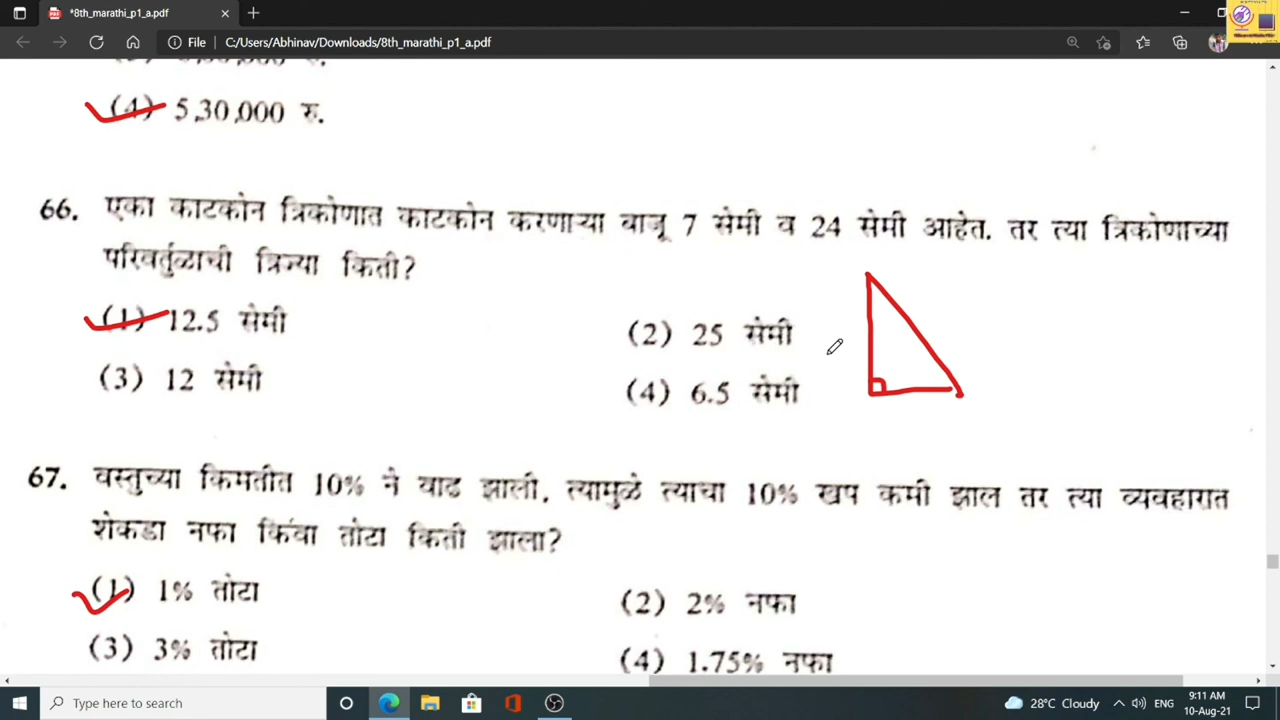 *8th_marathi_p1_a.pdf
File C:/Users/Abhinav/Downloads/8th_marathi_p1_a.pdf
(4) 5,30,000 रु.
66. एका काटकोन त्रिकोणात काटकोन करणाऱ्या बाजू 7 सेमी व 24 सेमी आहेत. तर त्या त्रिकोणाच्या
परिवर्तुळाची त्रिज्या किती?
(1) 12.5 सेमी (2) 25 सेमी
(3) 12 सेमी (4) 6.5 सेमी
67. वस्तुच्या किमतीत 10% ने वाढ झाली, त्यामुळे त्याचा 10% खप कमी झाल तर त्या व्यवहारात
शेकडा नफा किंवा तोटा किती झाला?
(1) 1% तोटा (2) 2% नफा
(3) 3% तोटा (4) 1.75% नफा
Type here to search 28°C Cloudy ENG 9:11 AM
10-Aug-21